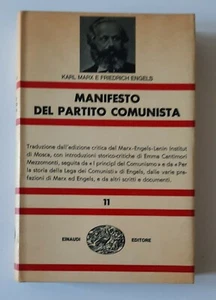 KARL MARX E FRIEDRICH ENGELS
MANIFESTO
DEL PARTITO COMUNISTA
Traduzione dall'edizione critica del Marx-Engels-Lenin Institut
di Mosca, con introduzioni storico-critiche di Emma Cantimori
Mezzomonti, seguita da «I principî del Comunismo» e da «Per
la storia della Lega dei Comunisti» di Engels, dalle varie pre-
fazioni di Marx ed Engels, e da altri scritti e documenti.
11
EINAUDI
EDITORE